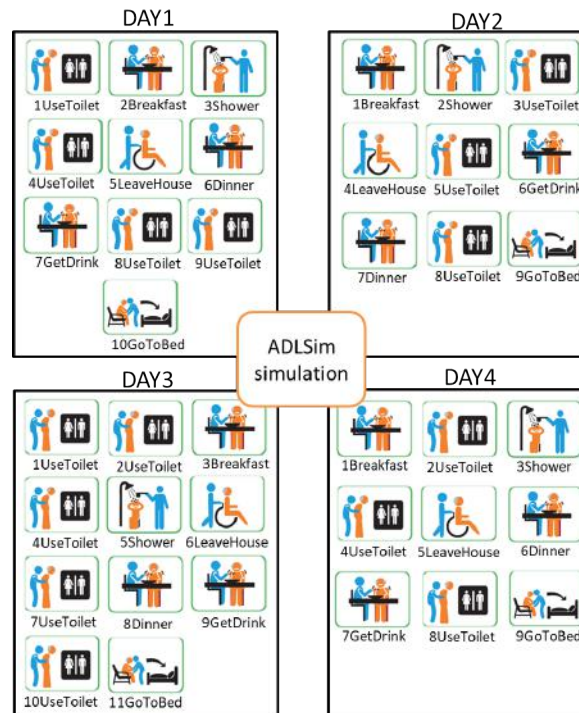 DAY1
1UseToilet 2Breakfast 3Shower
4UseToilet 5LeaveHouse 6Dinner
7GetDrink 8UseToilet 9UseToilet
10GoToBed
DAY2
1Breakfast 2Shower 3UseToilet
4LeaveHouse 5UseToilet 6GetDrink
7Dinner 8UseToilet 9GoToBed
ADLSim
simulation
DAY3
1UseToilet 2UseToilet 3Breakfast
4UseToilet 5Shower 6LeaveHouse
7UseToilet 8Dinner 9GetDrink
10UseToilet 11GoToBed
DAY4
1Breakfast 2UseToilet 3Shower
4UseToilet 5LeaveHouse 6Dinner
7GetDrink 8UseToilet 9GoToBed